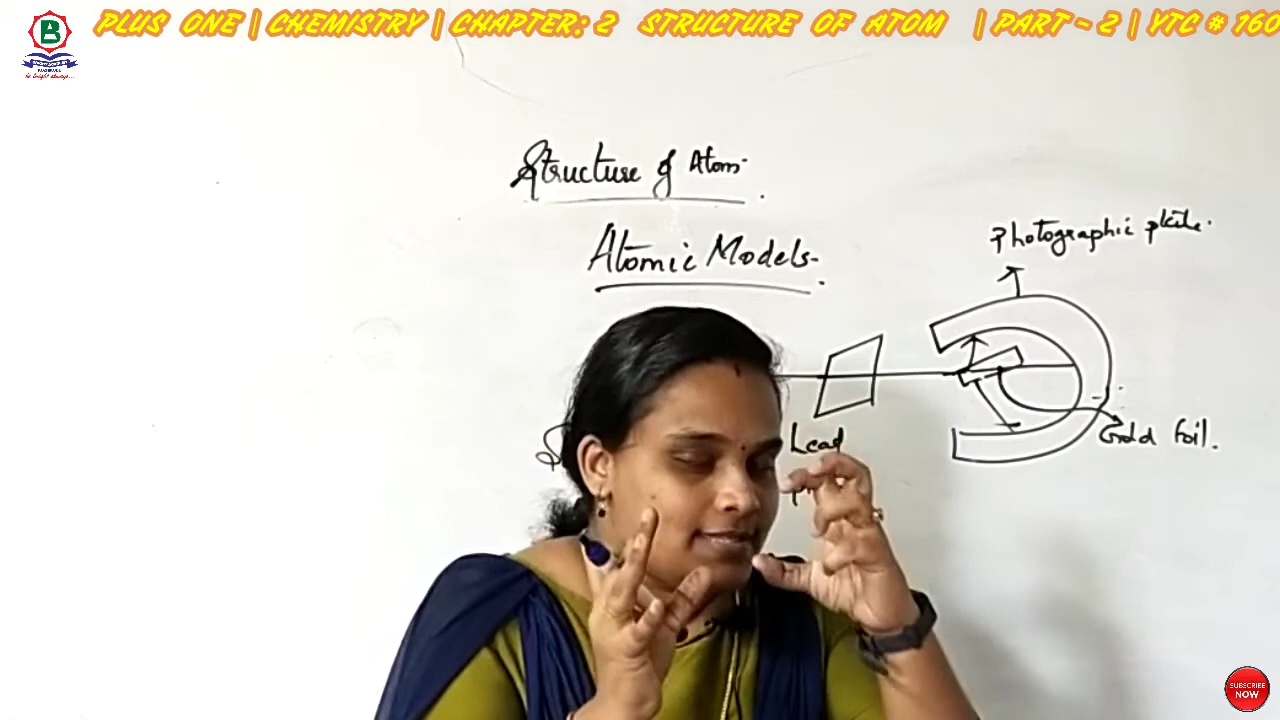 PLUS ONE | CHEMISTRY | CHAPTER: 2 STRUCTURE OF ATOM | PART - 2 | YTC # 160
B
Structure of Atom.
Atomic Models.
Photographic plate.
Lead
Gold foil.
SUBSCRIBE
NOW